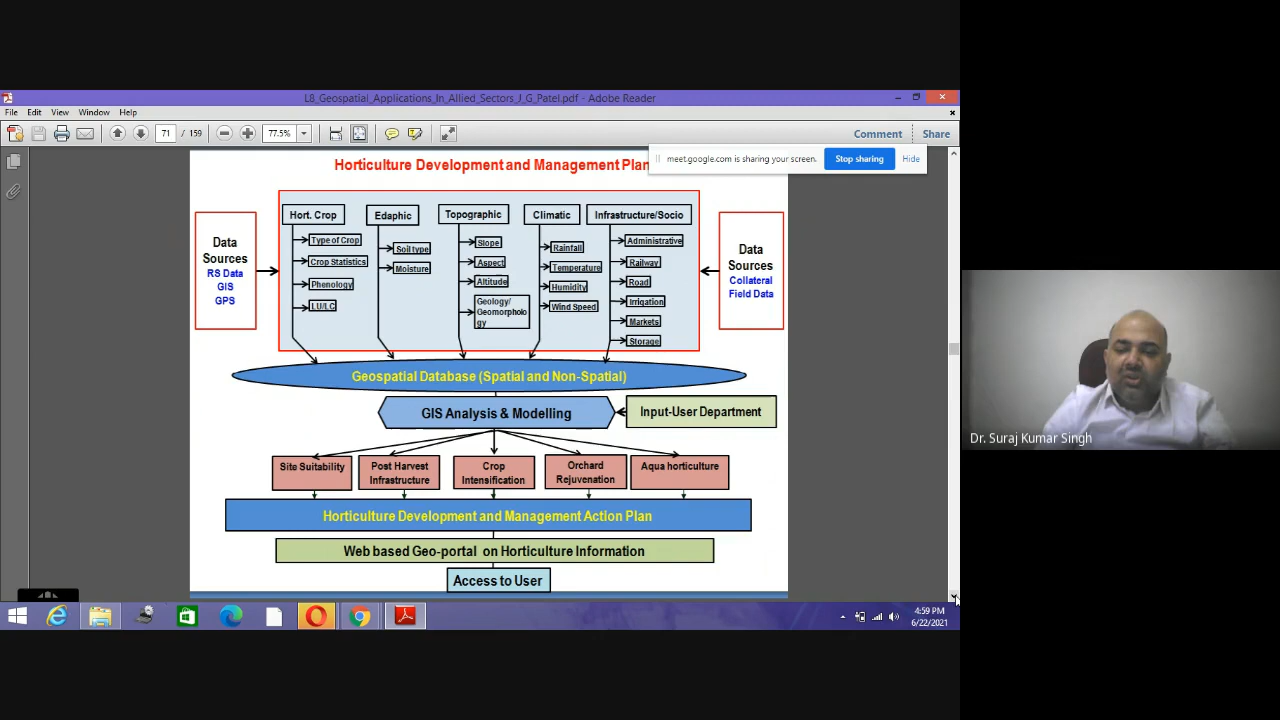 L8_Geospatial_Applications_In_Allied_Sectors_J_G_Patel.pdf - Adobe Reader
File Edit View Window Help
71 / 159
77.5%
Comment Share
meet.google.com is sharing your screen.
Stop sharing
Hide
Horticulture Development and Management Plan
Data
Sources
RS Data
GIS
GPS
Hort. Crop
Type of Crop
Crop Statistics
Phenology
LU/LC
Edaphic
Soil type
Moisture
Topographic
Slope
Aspect
Altitude
Geology/
Geomorpholo
gy
Climatic
Rainfall
Temperature
Humidity
Wind Speed
Infrastructure/Socio
Administrative
Railway
Road
Irrigation
Markets
Storage
Data
Sources
Collateral
Field Data
Geospatial Database (Spatial and Non-Spatial)
GIS Analysis & Modelling
Input-User Department
Site Suitability
Post Harvest
Infrastructure
Crop
Intensification
Orchard
Rejuvenation
Aqua horticulture
Horticulture Development and Management Action Plan
Web based Geo-portal on Horticulture Information
Access to User
4:59 PM
6/22/2021
Dr. Suraj Kumar Singh